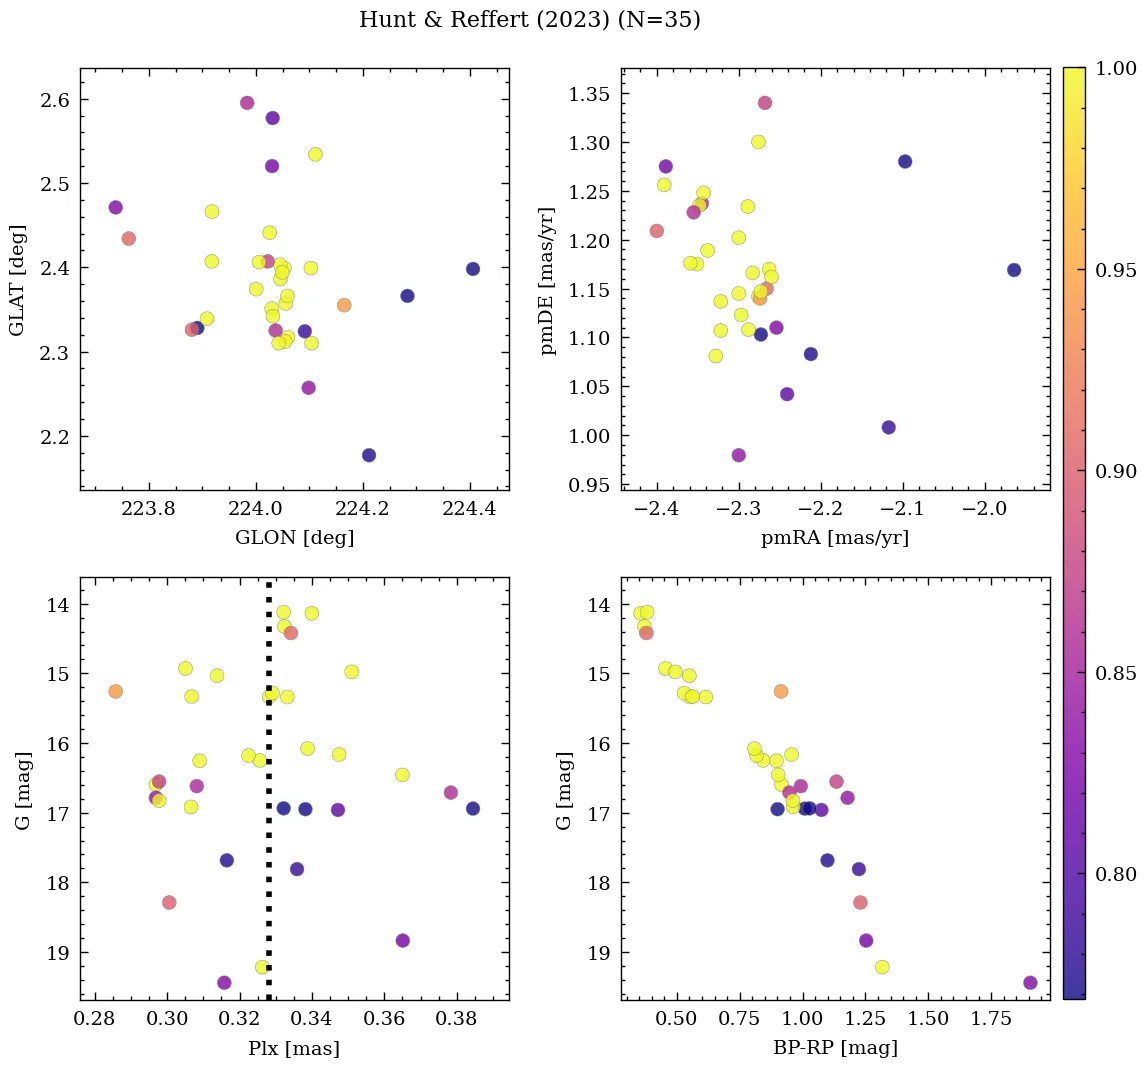 Hunt & Reffert (2023) (N=35)
2.6
2.5
2.4
2.3
2.2
GLAT [deg]
223.8 224.0 224.2 224.4
GLON [deg]
1.35
1.30
1.25
1.20
1.15
1.10
1.05
1.00
0.95
pmDE [mas/yr]
−2.4 −2.3 −2.2 −2.1 −2.0
pmRA [mas/yr]
14
15
16
17
18
19
G [mag]
0.28 0.30 0.32 0.34 0.36 0.38
Plx [mas]
14
15
16
17
18
19
G [mag]
0.50 0.75 1.00 1.25 1.50 1.75
BP-RP [mag]
1.00
0.95
0.90
0.85
0.80